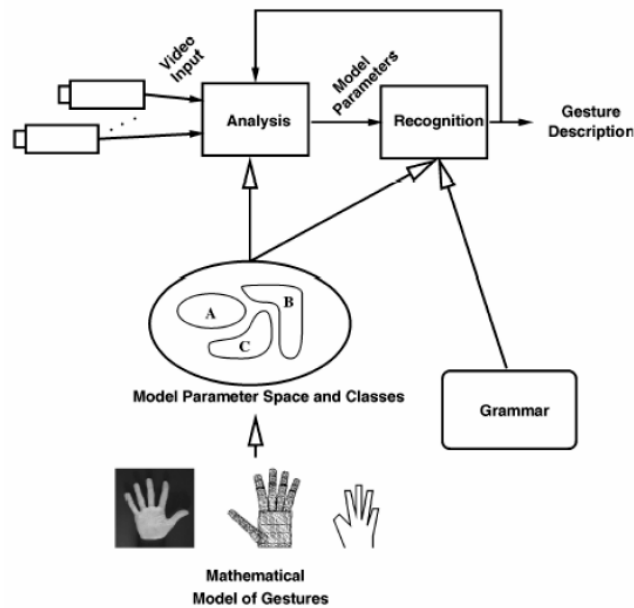 Video
Input
Analysis
Model
Parameters
Recognition
Gesture
Description
A
B
C
Model Parameter Space and Classes
Grammar
Mathematical
Model of Gestures